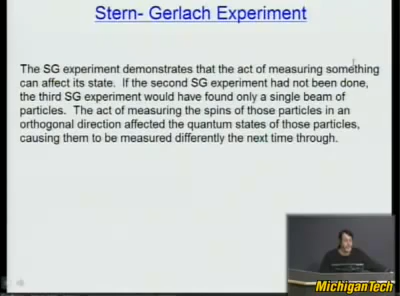 Stern- Gerlach Experiment
The SG experiment demonstrates that the act of measuring something
can affect its state.  If the second SG experiment had not been done,
the third SG experiment would have found only a single beam of
particles.  The act of measuring the spins of those particles in an
orthogonal direction affected the quantum states of those particles,
causing them to be measured differently the next time through.
MichiganTech